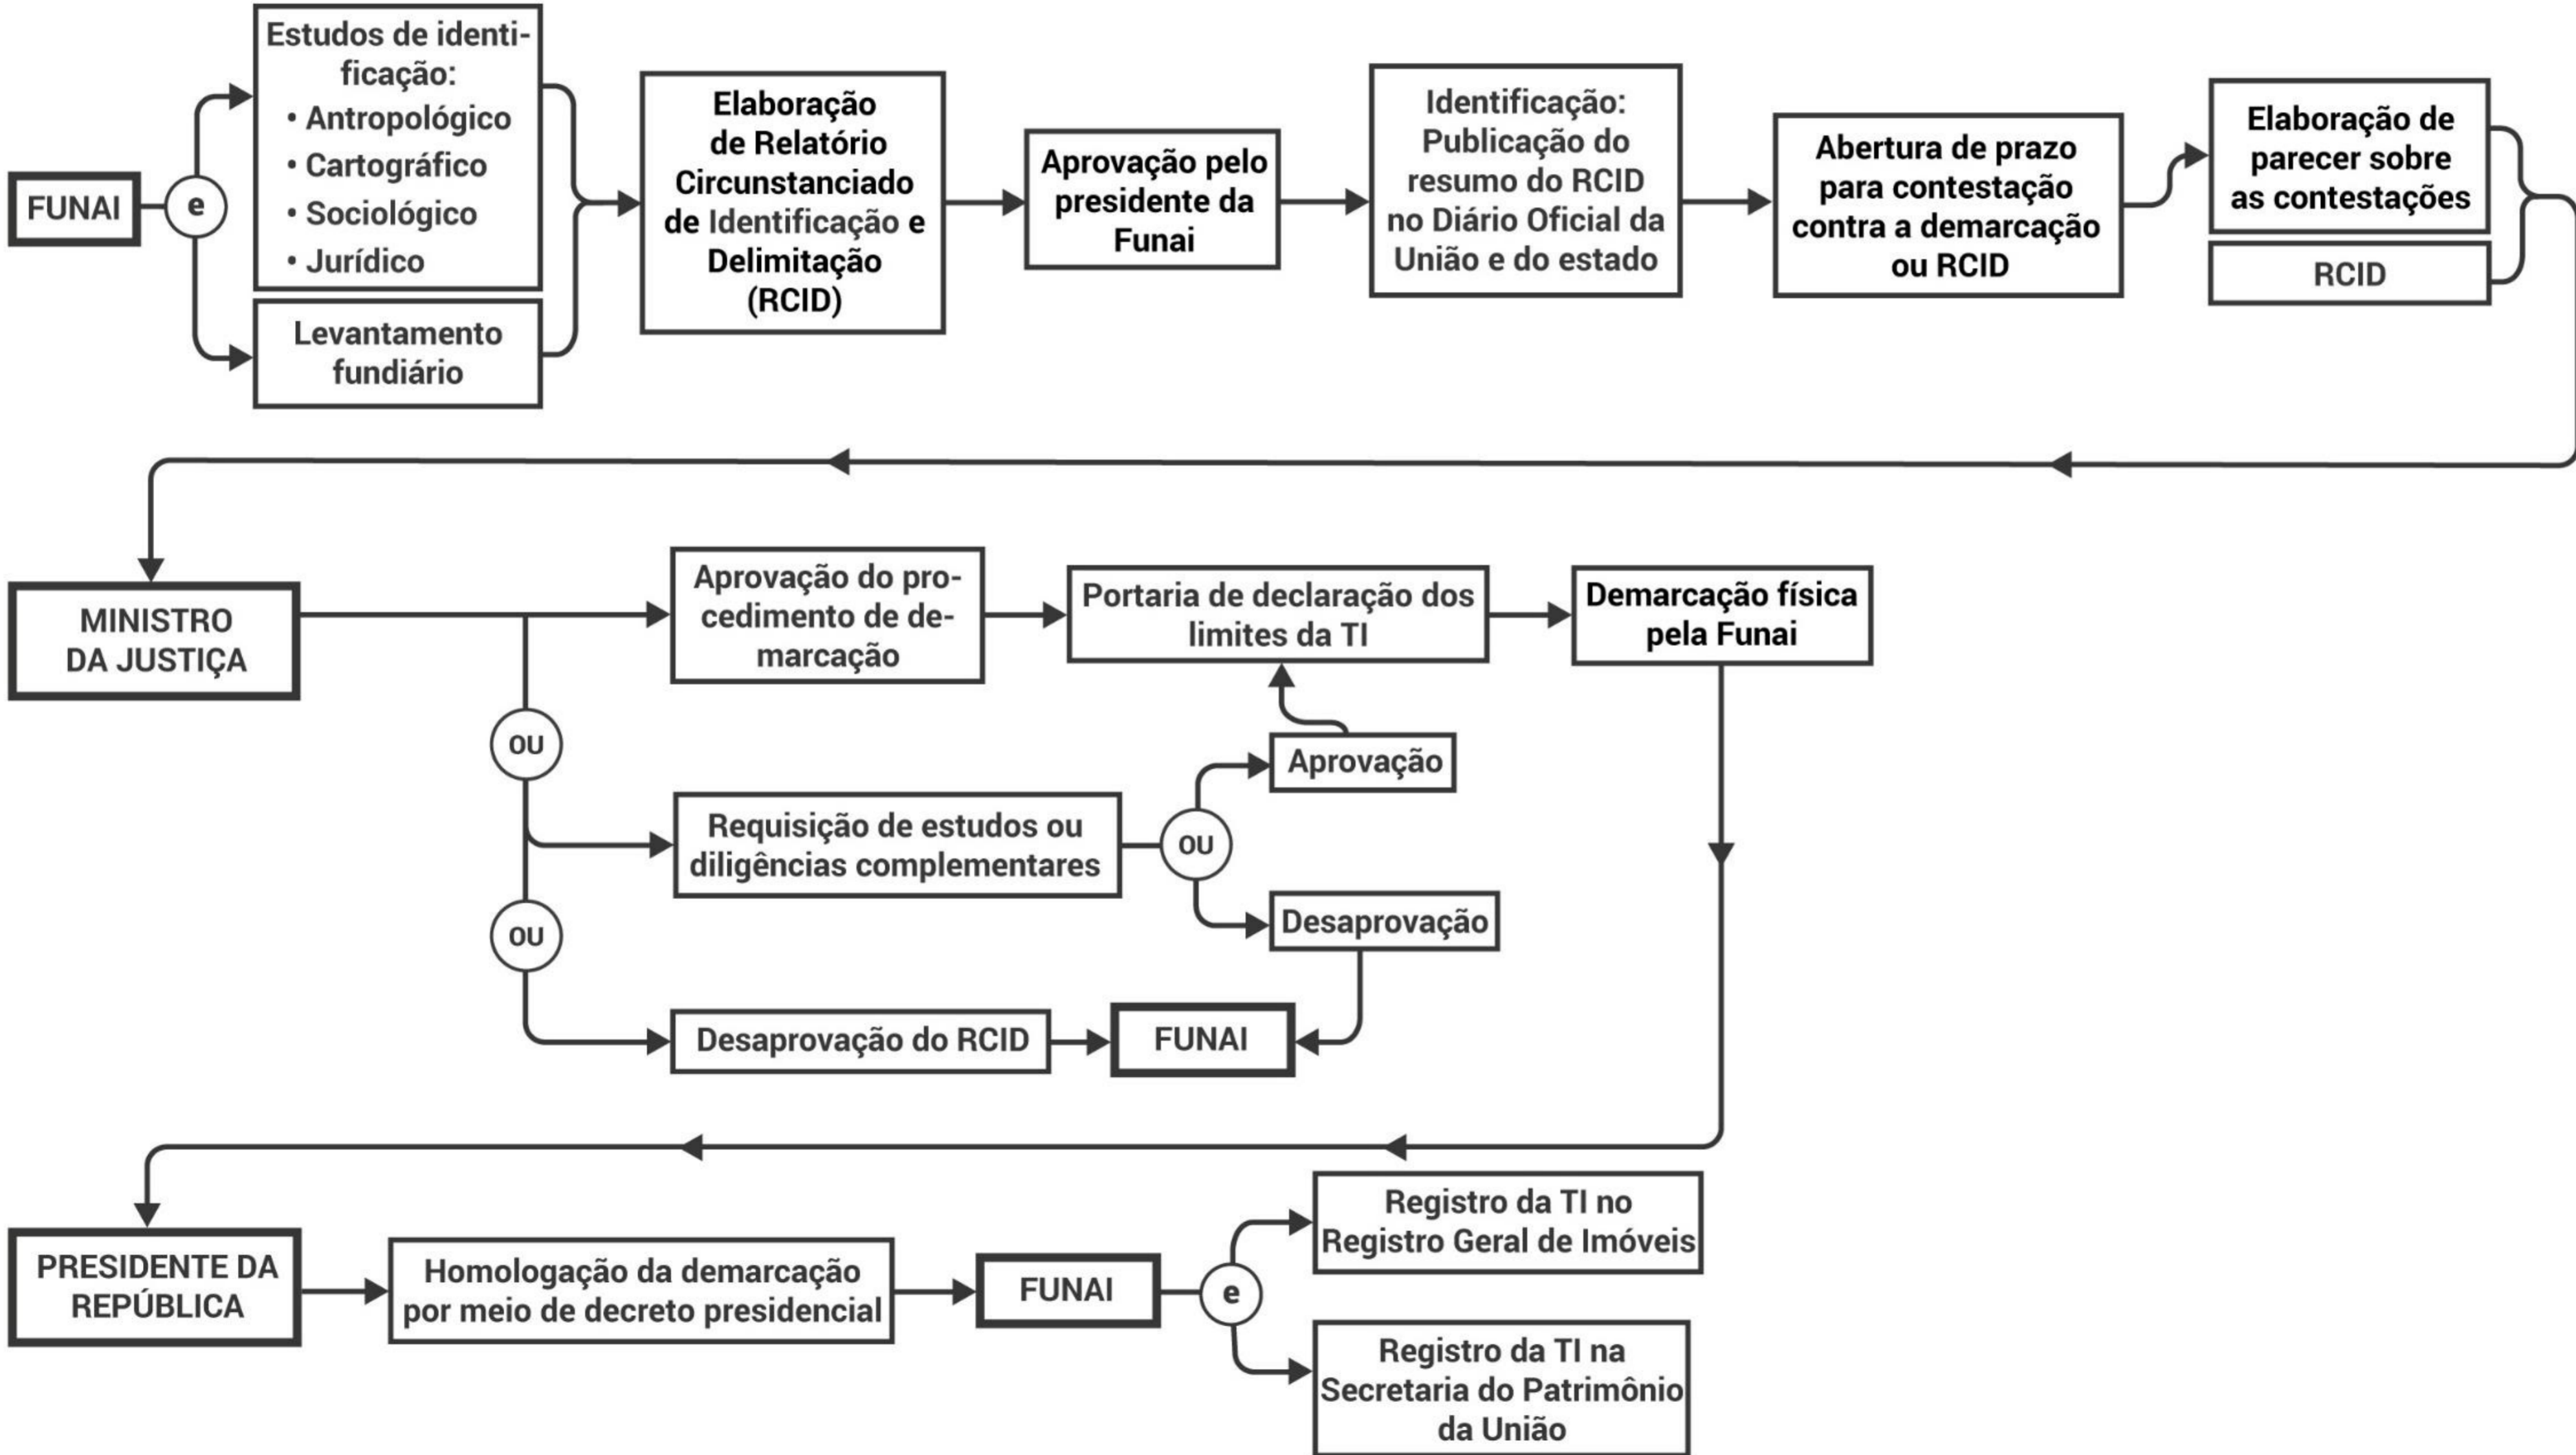 FUNAI
e
Estudos de identi-
ficação:
• Antropológico
• Cartográfico
• Sociológico
• Jurídico
Levantamento
fundiário
Elaboração
de Relatório
Circunstanciado
de Identificação e
Delimitação
(RCID)
Aprovação pelo
presidente da
Funai
Identificação:
Publicação do
resumo do RCID
no Diário Oficial da
União e do estado
Abertura de prazo
para contestação
contra a demarcação
ou RCID
Elaboração de
parecer sobre
as contestações
RCID
MINISTRO
DA JUSTIÇA
Aprovação do pro-
cedimento de de-
marcação
Portaria de declaração dos
limites da TI
Demarcação física
pela Funai
OU
Requisição de estudos ou
diligências complementares
OU
Aprovação
Desaprovação
OU
Desaprovação do RCID
FUNAI
PRESIDENTE DA
REPÚBLICA
Homologação da demarcação
por meio de decreto presidencial
FUNAI
e
Registro da TI no
Registro Geral de Imóveis
Registro da TI na
Secretaria do Patrimônio
da União